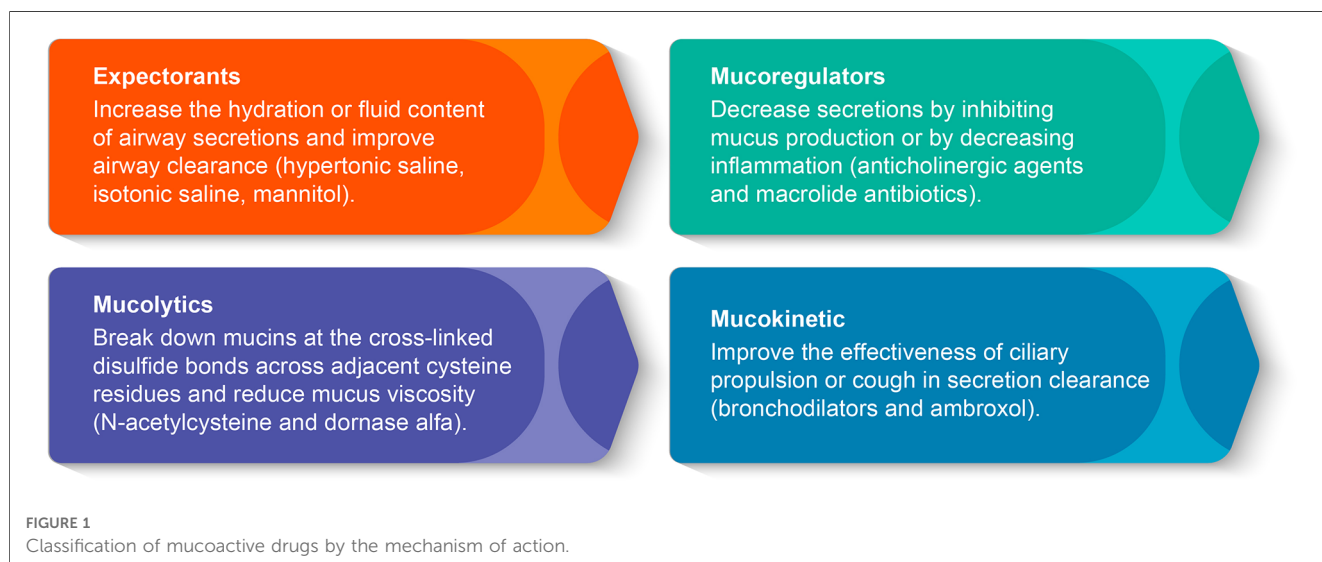 Expectorants
Increase the hydration or fluid content
of airway secretions and improve
airway clearance (hypertonic saline,
isotonic saline, mannitol).
Mucoregulators
Decrease secretions by inhibiting
mucus production or by decreasing
inflammation (anticholinergic agents
and macrolide antibiotics).
Mucolytics
Break down mucins at the cross-linked
disulfide bonds across adjacent cysteine
residues and reduce mucus viscosity
(N-acetylcysteine and dornase alfa).
Mucokinetic
Improve the effectiveness of ciliary
propulsion or cough in secretion clearance
(bronchodilators and ambroxol).
FIGURE 1
Classification of mucoactive drugs by the mechanism of action.